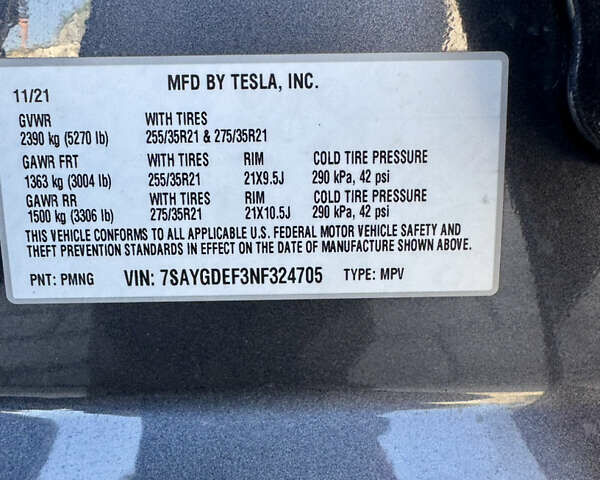 MFD BY TESLA, INC.
11/21
GVWR WITH TIRES
2390 kg (5270 lb) 255/35R21 & 275/35R21
GAWR FRT WITH TIRES RIM COLD TIRE PRESSURE
1363 kg (3004 lb) 255/35R21 21X9.5J 290 kPa, 42 psi
GAWR RR WITH TIRES RIM COLD TIRE PRESSURE
1500 kg (3306 lb) 275/35R21 21X10.5J 290 kPa, 42 psi
THIS VEHICLE CONFORMS TO ALL APPLICABLE U.S. FEDERAL MOTOR VEHICLE SAFETY AND
THEFT PREVENTION STANDARDS IN EFFECT ON THE DATE OF MANUFACTURE SHOWN ABOVE.
PNT: PMNG VIN: 7SAYGDEF3NF324705 TYPE: MPV